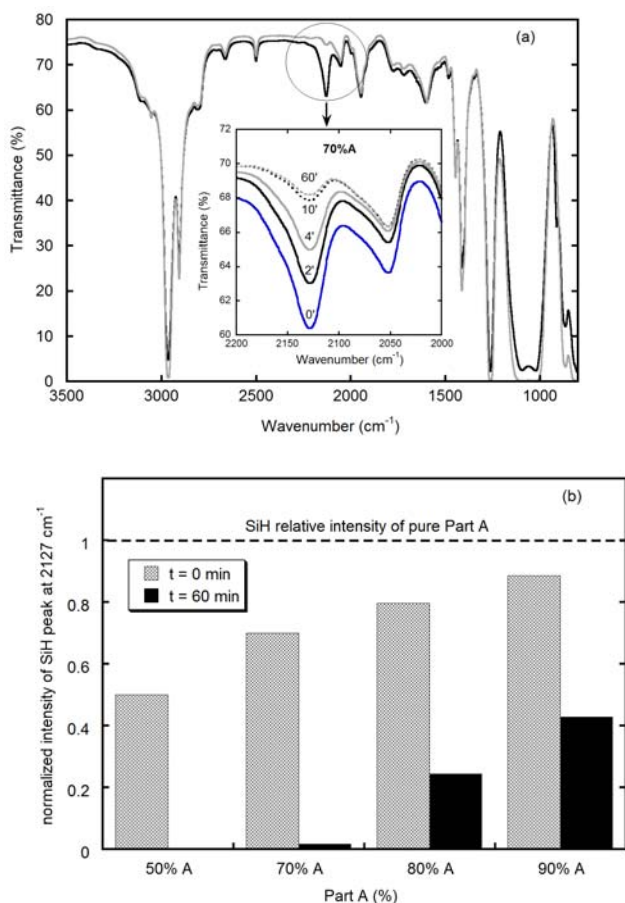 80
70
60
50
40
30
20
10
0
Transmittance (%)
(a)
72
70
68
66
64
62
60
Transmittance (%)
70%A
60'
10'
4'
2'
0'
2200 2150 2100 2050 2000
Wavenumber (cm-1)
3500 3000 2500 2000 1500 1000
Wavenumber (cm-1)
(b)
SiH relative intensity of pure Part A
t = 0 min
t = 60 min
normalized intensity of SiH peak at 2127 cm-1
1
0.8
0.6
0.4
0.2
0
50% A 70% A 80% A 90% A
Part A (%)